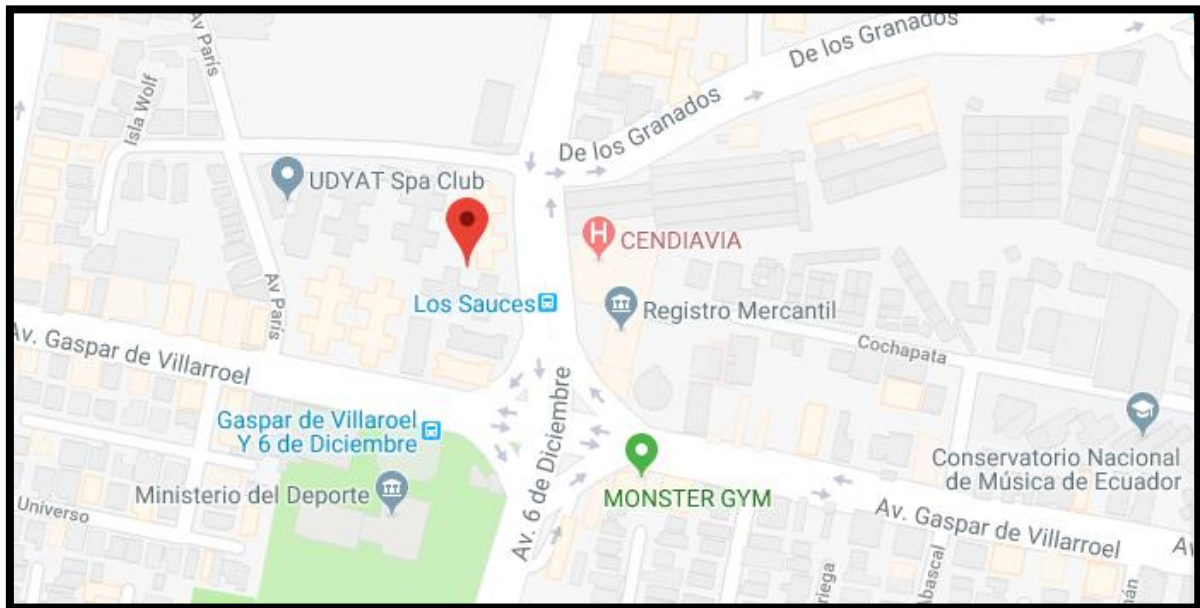 Av París
Isla Wolf
De los Granados
De los Granados
UDYAT Spa Club
H
CENDIAVIA
Av París
Los Sauces
Registro Mercantil
Av. Gaspar de Villarroel
Cochapata
Av. 6 de Diciembre
Gaspar de Villaroel
Y 6 de Diciembre
Ministerio del Deporte
MONSTER GYM
Conservatorio Nacional
de Música de Ecuador
Universo
Av. Gaspar de Villarroel